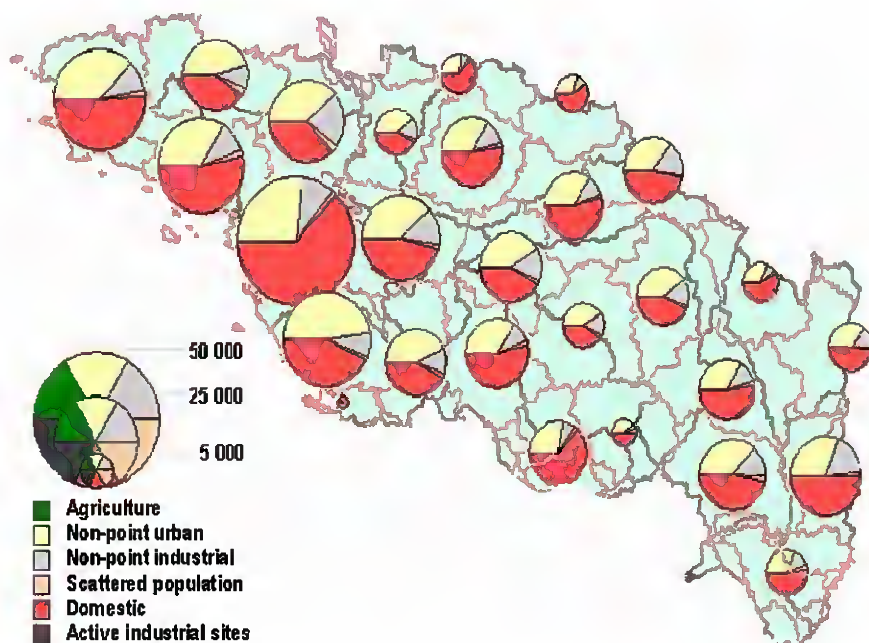 50 000
25 000
5 000
Agriculture
Non-point urban
Non-point industrial
Scattered population
Domestic
Active industrial sites